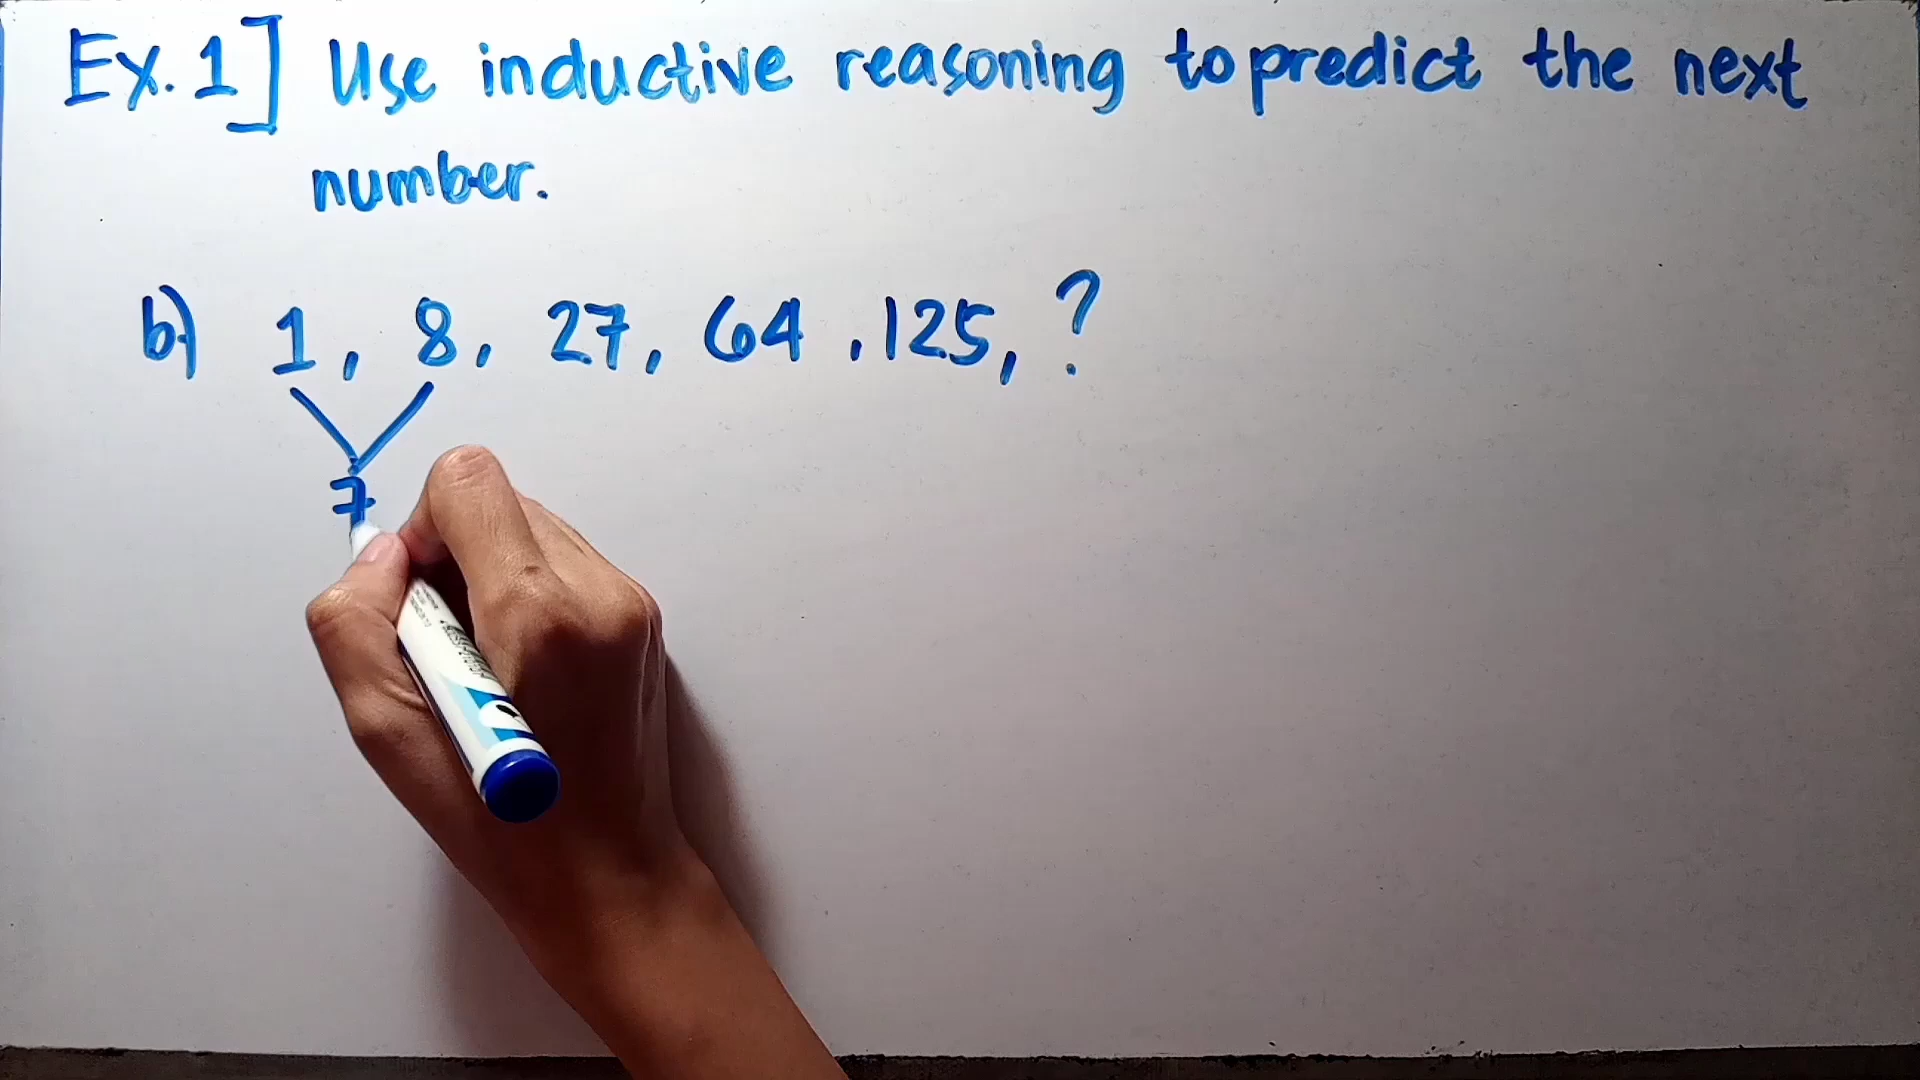 Ex. 1] Use inductive reasoning to predict the next
number.
b) 1, 8, 27, 64, 125, ?
7